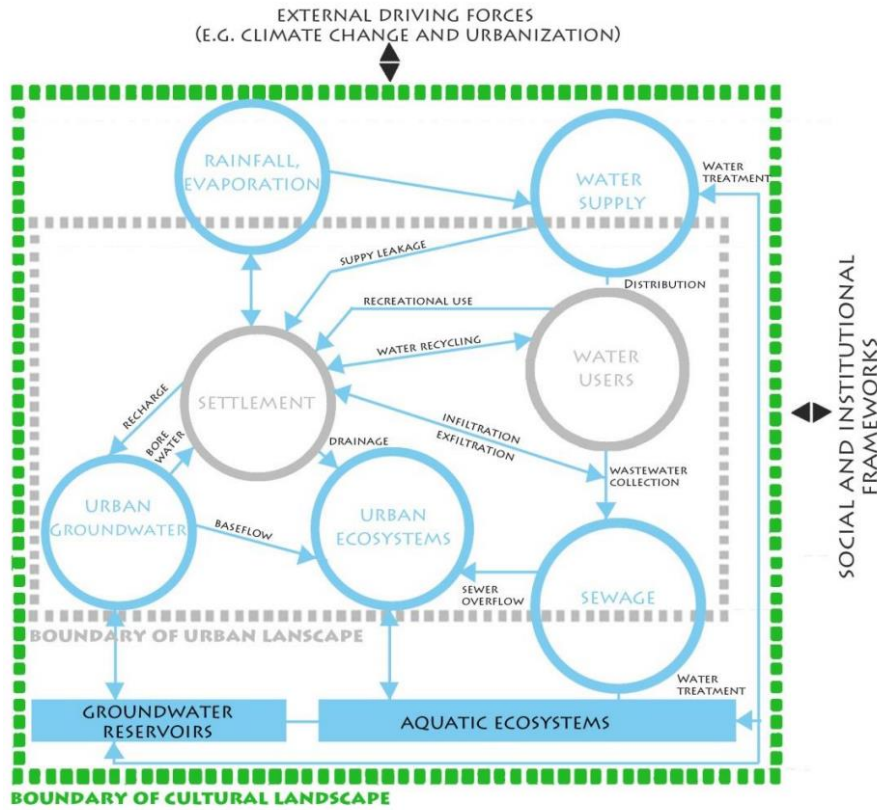 EXTERNAL DRIVING FORCES
(E.G. CLIMATE CHANGE AND URBANIZATION)
RAINFALL,
EVAPORATION
WATER
SUPPLY
WATER
TREATMENT
SUPPY LEAKAGE
DISTRIBUTION
RECREATIONAL USE
WATER RECYCLING
WATER
USERS
SETTLEMENT
RECHARGE
BORE
WATER
DRAINAGE
INFILTRATION
EXFILTRATION
WASTEWATER
COLLECTION
URBAN
GROUNDWATER
BASEFLOW
URBAN
ECOSYSTEMS
SEWER
OVERFLOW
SEWAGE
BOUNDARY OF URBAN LANSCAPE
WATER
TREATMENT
GROUNDWATER
RESERVOIRS
AQUATIC ECOSYSTEMS
BOUNDARY OF CULTURAL LANDSCAPE
SOCIAL AND INSTITUTIONAL
FRAMEWORKS